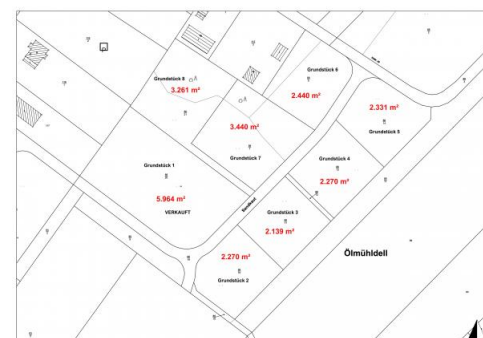 Grundstück 8
3.261 m²
Grundstück 6
2.440 m²
2.331 m²
Grundstück 5
3.440 m²
Grundstück 7
Grundstück 4
2.270 m²
Grundstück 1
5.964 m²
VERKAUFT
Grundstück 3
2.139 m²
2.270 m²
Grundstück 2
Ölmühldell